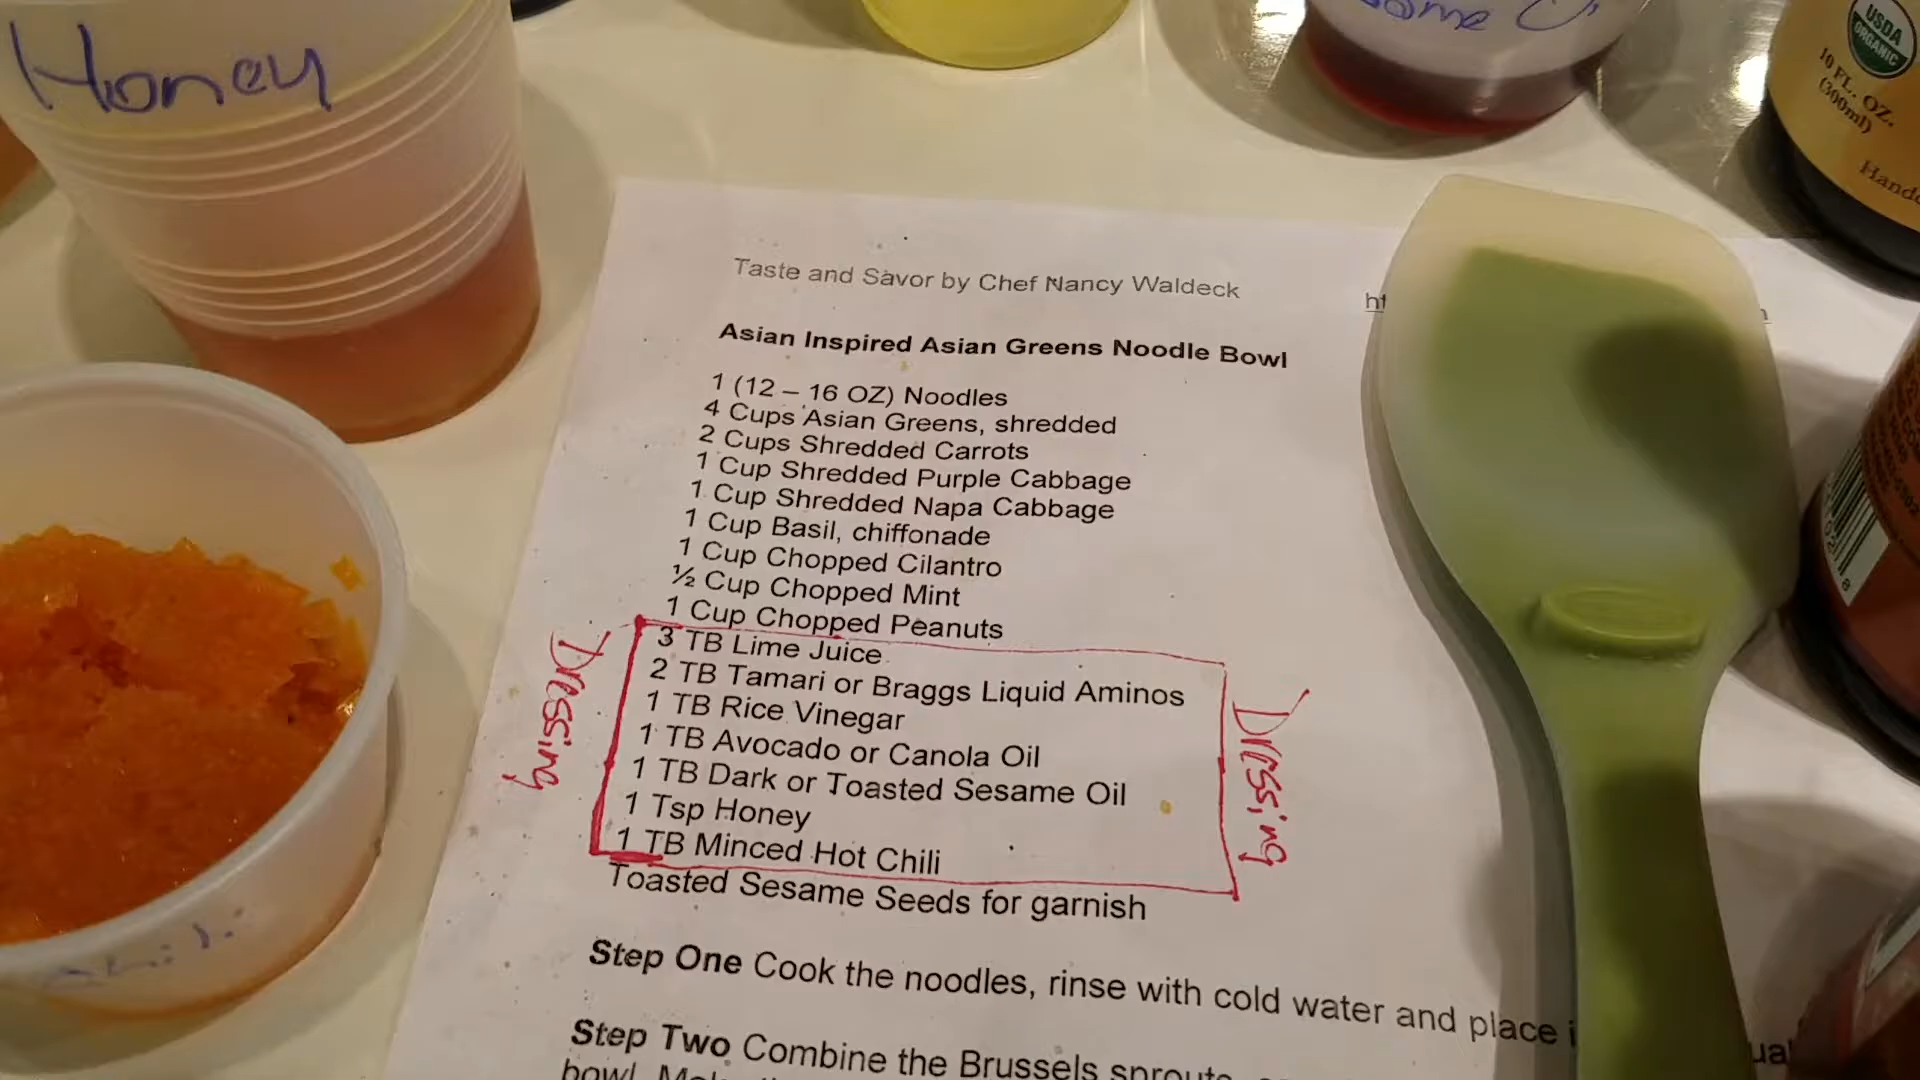 Honey
USDA
ORGANIC
10 FL. OZ.
(300ml)
Taste and Savor by Chef Nancy Waldeck
Asian Inspired Asian Greens Noodle Bowl
1 (12 – 16 OZ) Noodles
4 Cups Asian Greens, shredded
2 Cups Shredded Carrots
1 Cup Shredded Purple Cabbage
1 Cup Shredded Napa Cabbage
1 Cup Basil, chiffonade
1 Cup Chopped Cilantro
½ Cup Chopped Mint
1 Cup Chopped Peanuts
3 TB Lime Juice
2 TB Tamari or Braggs Liquid Aminos
1 TB Rice Vinegar
1 TB Avocado or Canola Oil
1 TB Dark or Toasted Sesame Oil
1 Tsp Honey
1 TB Minced Hot Chili
Dressing
Dressing
Toasted Sesame Seeds for garnish
Step One Cook the noodles, rinse with cold water and place
Step Two Combine the Brussels sprouts,
bowl.